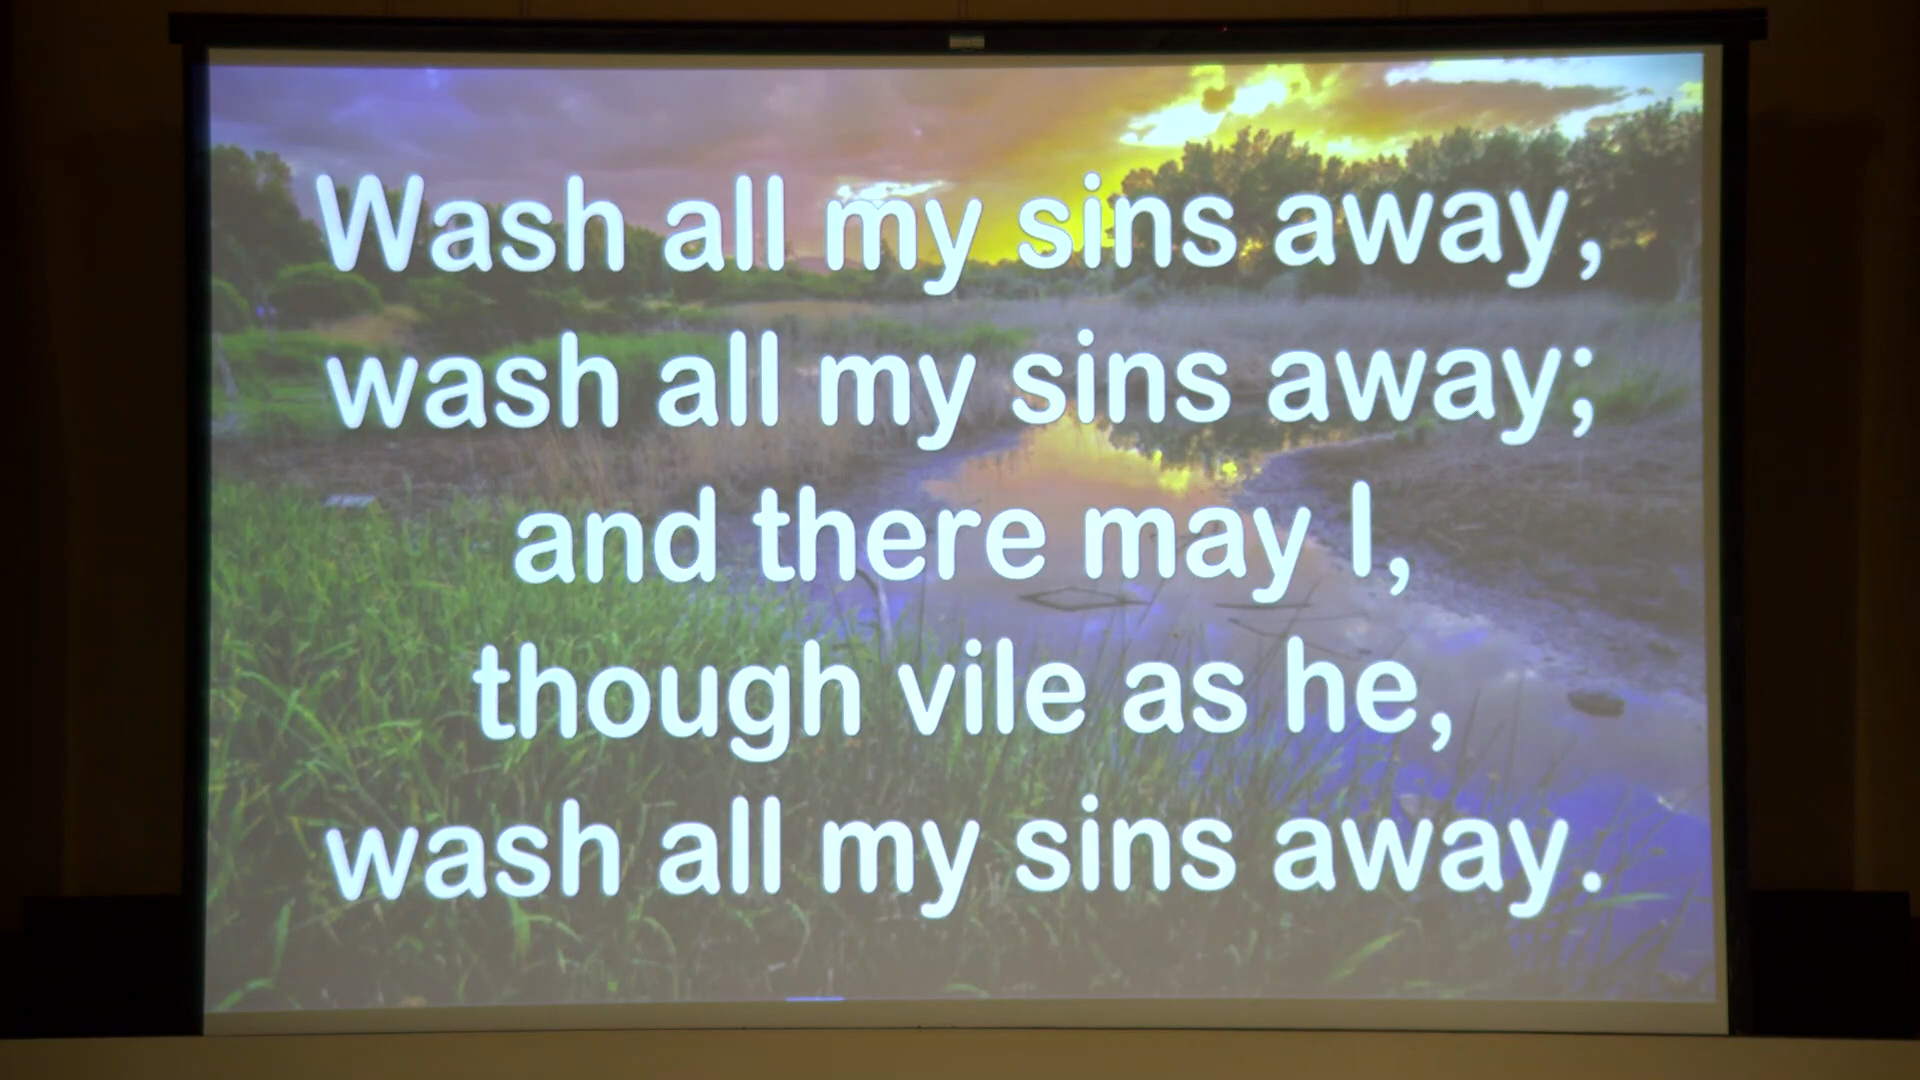 Wash all my sins away,
wash all my sins away;
and there may I,
though vile as he,
wash all my sins away.